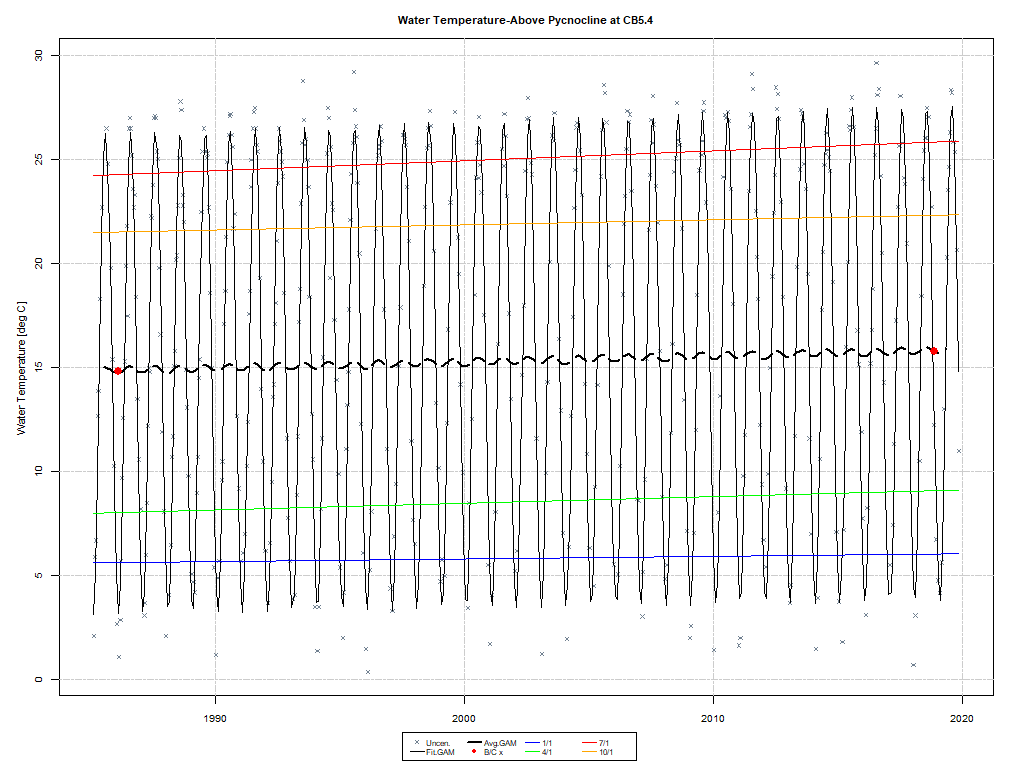 Water Temperature-Above Pycnocline at CB5.4
Water Temperature [deg C]
30
25
20
15
10
5
0
1990 2000 2010 2020
Uncen. Avg.GAM 1/1 7/1
Fit.GAM B/C x 4/1 10/1